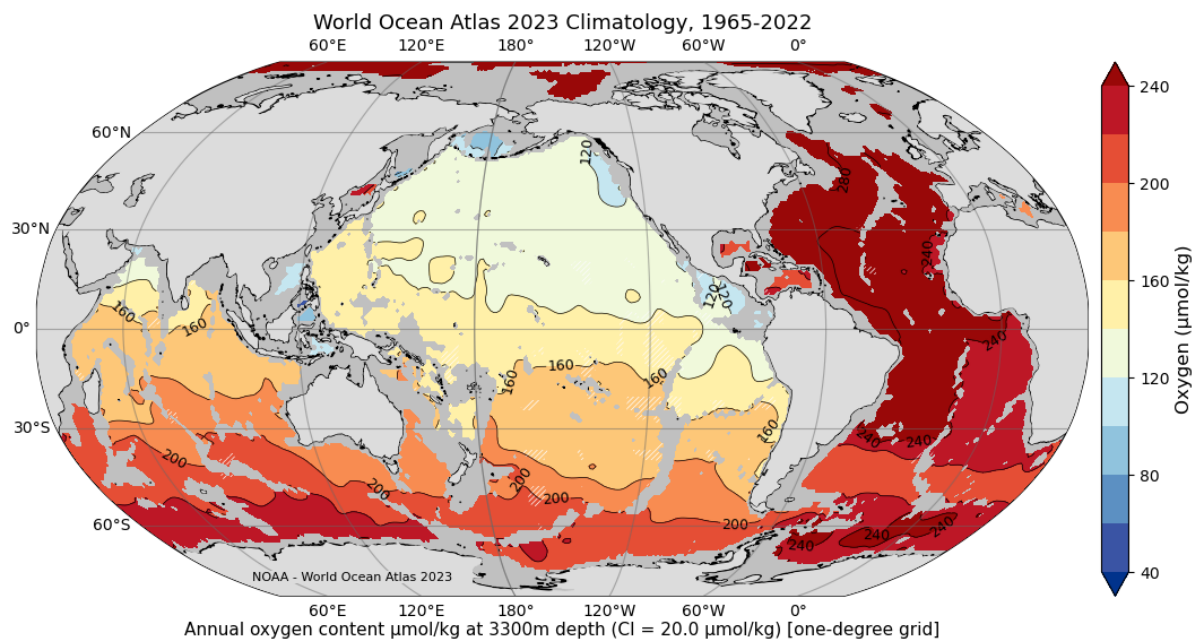 World Ocean Atlas 2023 Climatology, 1965-2022
60°E 120°E 180° 120°W 60°W 0°
60°N
30°N
0°
30°S
60°S
120
280
240
120
120
160
160
240
160
160
160
160
240
240
200
200
200
200
200
240
240
240
NOAA - World Ocean Atlas 2023
60°E 120°E 180° 120°W 60°W 0°
Annual oxygen content μmol/kg at 3300m depth (CI = 20.0 μmol/kg) [one-degree grid]
240
200
160
120
80
40
Oxygen (μmol/kg)